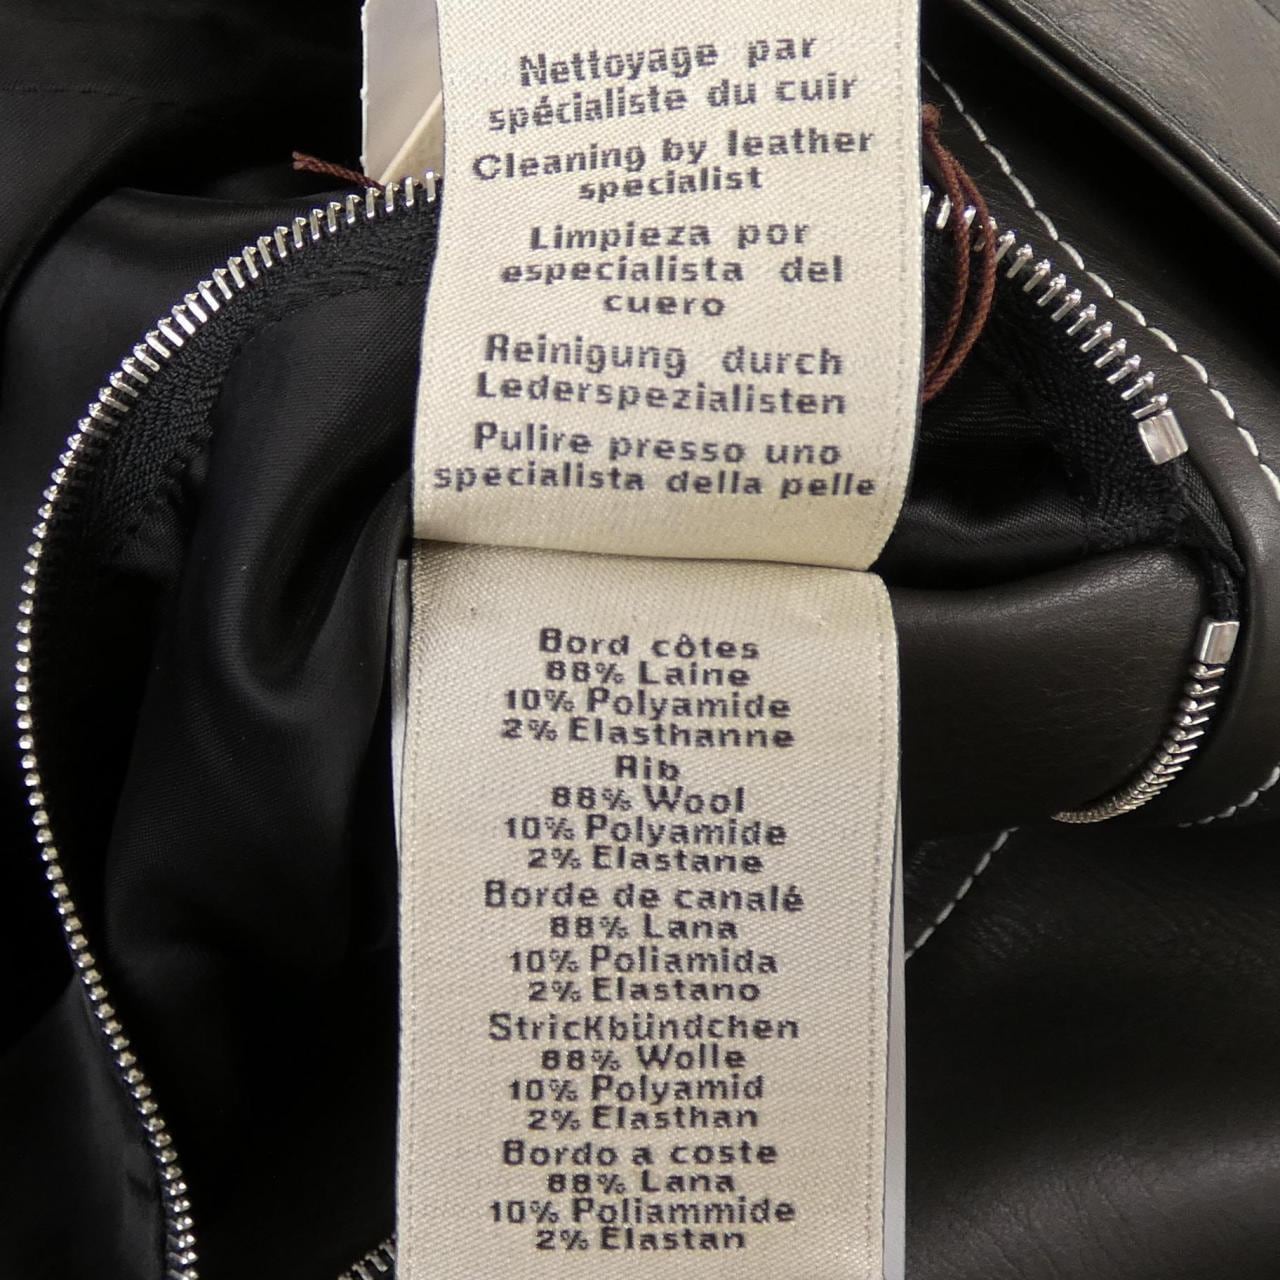 Nettoyage par
spécialiste du cuir
Cleaning by leather
specialist
Limpieza por
especialista del
cuero
Reinigung durch
Lederspezialisten
Pulire presso uno
specialista della pelle
Bord côtes
88% Laine
10% Polyamide
2% Elasthanne
Rib
88% Wool
10% Polyamide
2% Elastane
Borde de canalé
88% Lana
10% Poliamida
2% Elastano
Strickbündchen
88% Wolle
10% Polyamid
2% Elasthan
Bordo a coste
88% Lana
10% Poliammide
2% Elastan